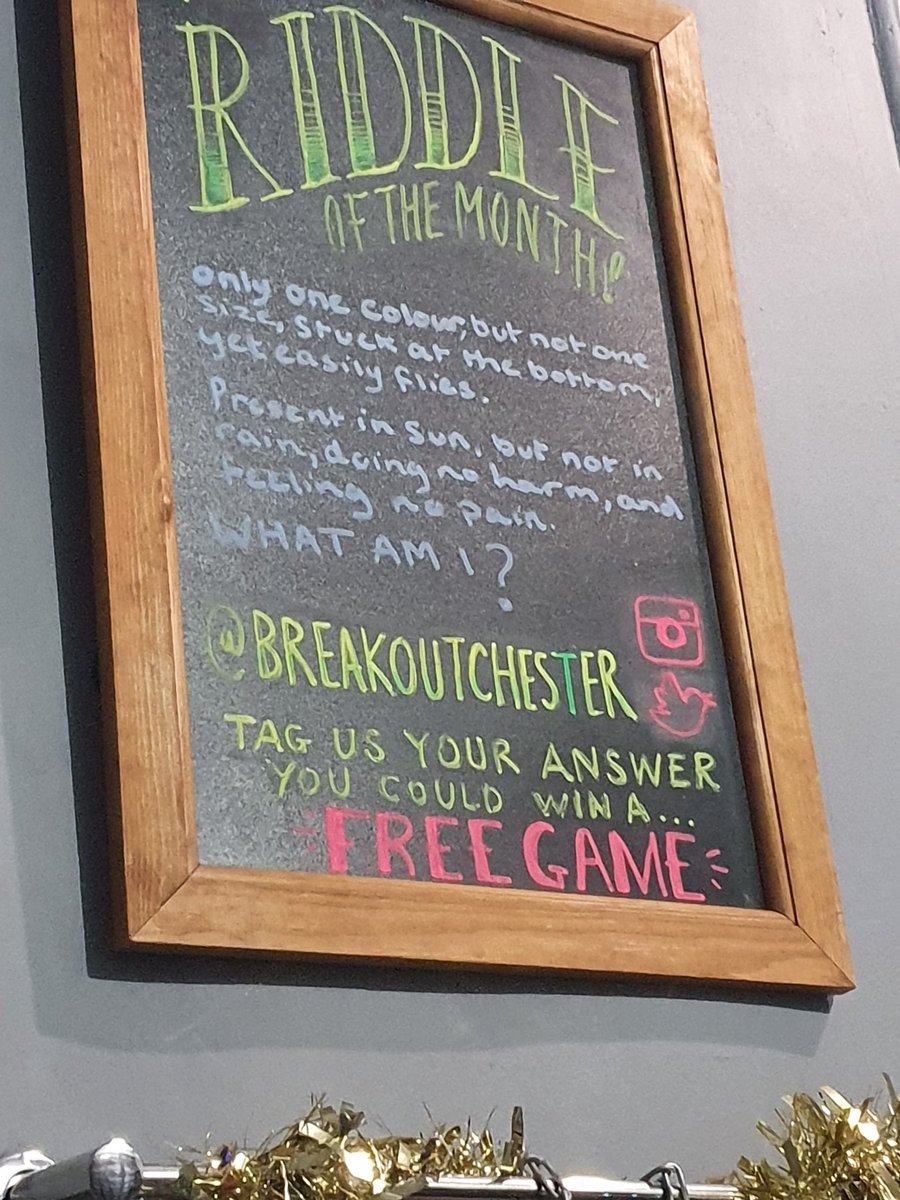 RIDDLE
OF THE MONTH!
Only one colour, but not one
size, stuck at the bottom,
yet easily flies.
Present in sun, but not in
rain, doing no harm, and
feeling no pain.
WHAT AM I?
@BREAKOUTCHESTER
TAG US YOUR ANSWER
YOU COULD WIN A...
FREE GAME